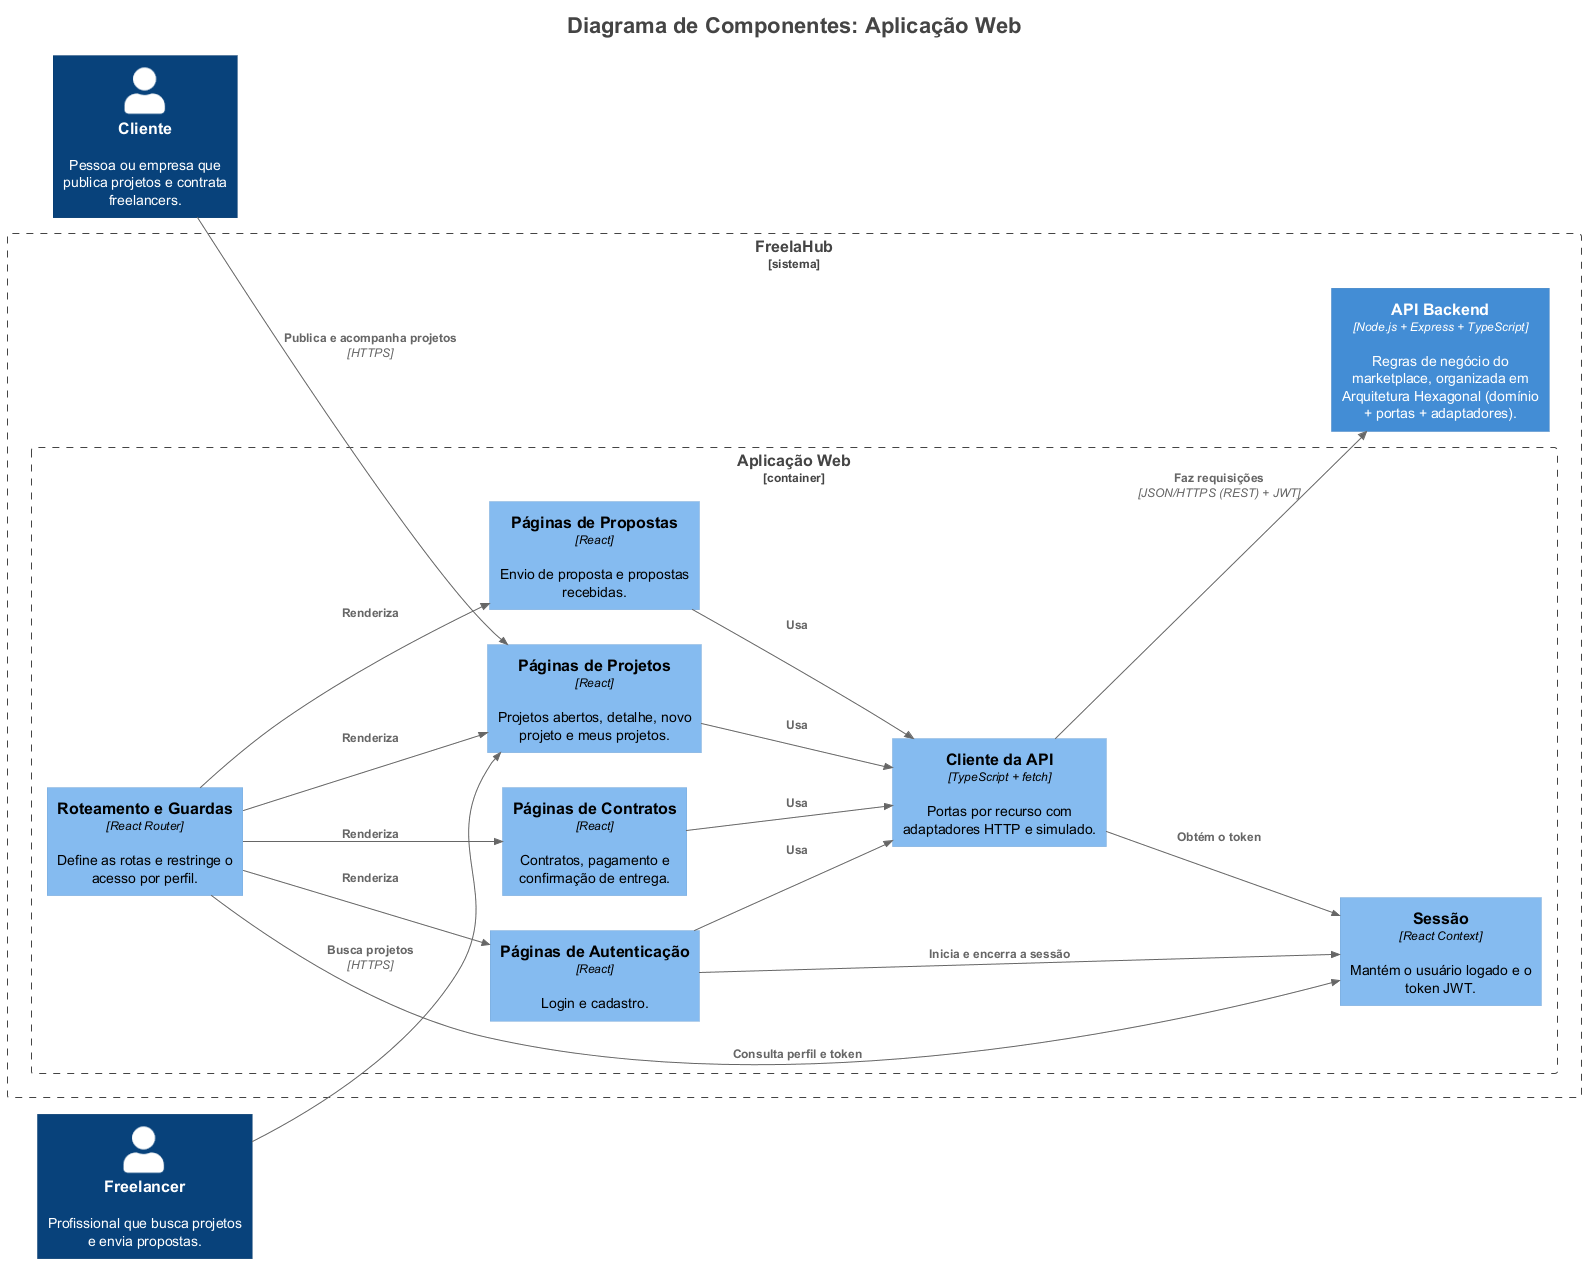 Diagrama de Componentes: Aplicação Web
Cliente
Pessoa ou empresa que
publica projetos e contrata
freelancers.
FreelaHub
[sistema]
API Backend
[Node.js + Express + TypeScript]
Regras de negócio do
marketplace, organizada em
Arquitetura Hexagonal (domínio
+ portas + adaptadores).
Publica e acompanha projetos
[HTTPS]
Aplicação Web
[container]
Faz requisições
[JSON/HTTPS (REST) + JWT]
Páginas de Propostas
[React]
Envio de proposta e propostas
recebidas.
Renderiza
Usa
Páginas de Projetos
[React]
Projetos abertos, detalhe, novo
projeto e meus projetos.
Renderiza
Usa
Cliente da API
[TypeScript + fetch]
Portas por recurso com
adaptadores HTTP e simulado.
Roteamento e Guardas
[React Router]
Define as rotas e restringe o
acesso por perfil.
Renderiza
Páginas de Contratos
[React]
Contratos, pagamento e
confirmação de entrega.
Usa
Obtém o token
Renderiza
Usa
Busca projetos
[HTTPS]
Páginas de Autenticação
[React]
Login e cadastro.
Inicia e encerra a sessão
Sessão
[React Context]
Mantém o usuário logado e o
token JWT.
Consulta perfil e token
Freelancer
Profissional que busca projetos
e envia propostas.